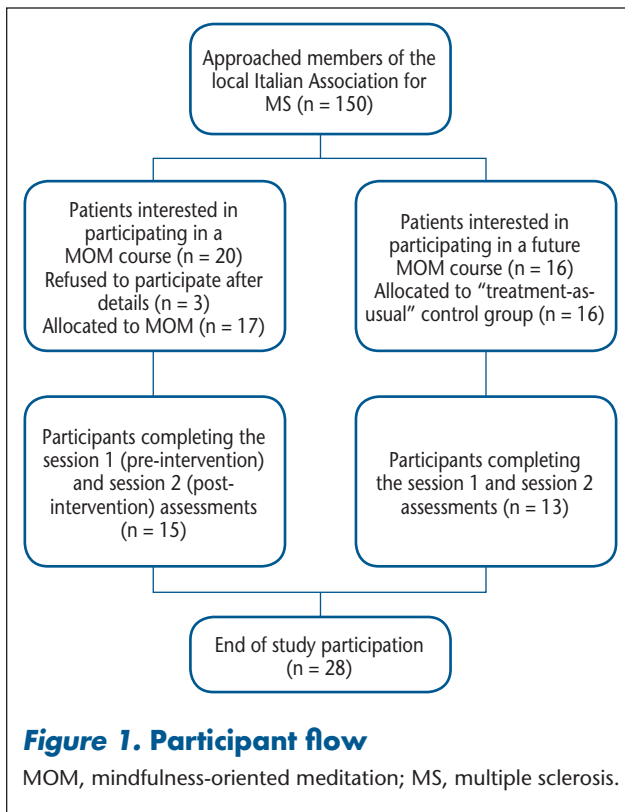 Approached members of the
local Italian Association for
MS (n = 150)
Patients interested in
participating in a
MOM course (n = 20)
Refused to participate after
details (n = 3)
Allocated to MOM (n = 17)
Patients interested in
participating in a future
MOM course (n = 16)
Allocated to “treatment-as-
usual” control group (n = 16)
Participants completing the
session 1 (pre-intervention)
and session 2 (post-
intervention) assessments
(n = 15)
Participants completing
the session 1 and session 2
assessments (n = 13)
End of study participation
(n = 28)
Figure 1. Participant flow
MOM, mindfulness-oriented meditation; MS, multiple sclerosis.